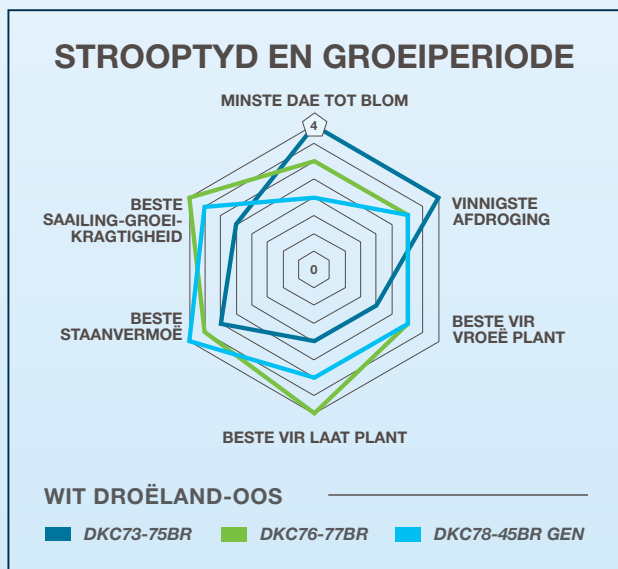 STROOPTYD EN GROEIPERIODE
MINSTE DAE TOT BLOM
4
BESTE
SAAILING-GROEI-
KRAGTIGHEID
VINNIGSTE
AFDROGING
0
BESTE
STAANVERMOË
BESTE VIR
VROEË PLANT
BESTE VIR LAAT PLANT
WIT DROËLAND-OOS
DKC73-75BR DKC76-77BR DKC78-45BR GEN